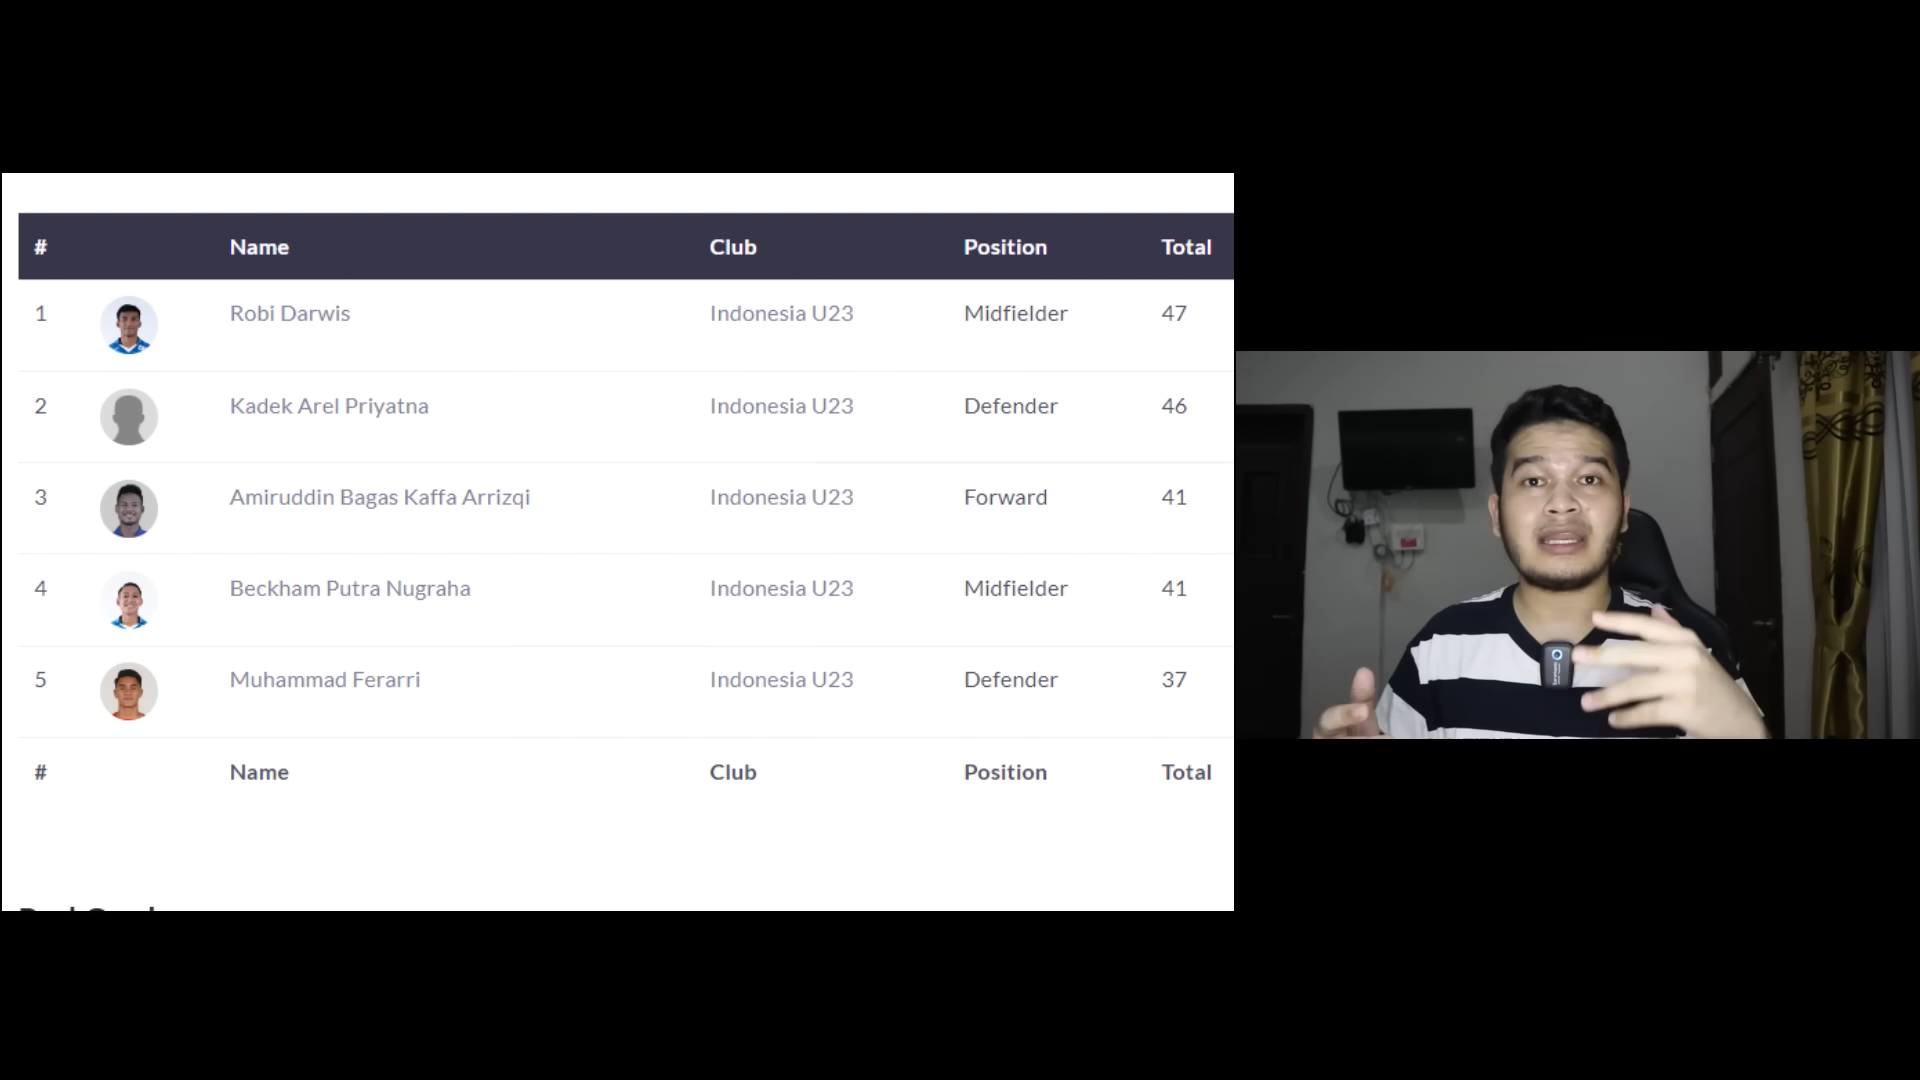 # Name Club Position Total
1 Robi Darwis Indonesia U23 Midfielder 47
2 Kadek Arel Priyatna Indonesia U23 Defender 46
3 Amiruddin Bagas Kaffa Arrizqi Indonesia U23 Forward 41
4 Beckham Putra Nugraha Indonesia U23 Midfielder 41
5 Muhammad Ferarri Indonesia U23 Defender 37
# Name Club Position Total